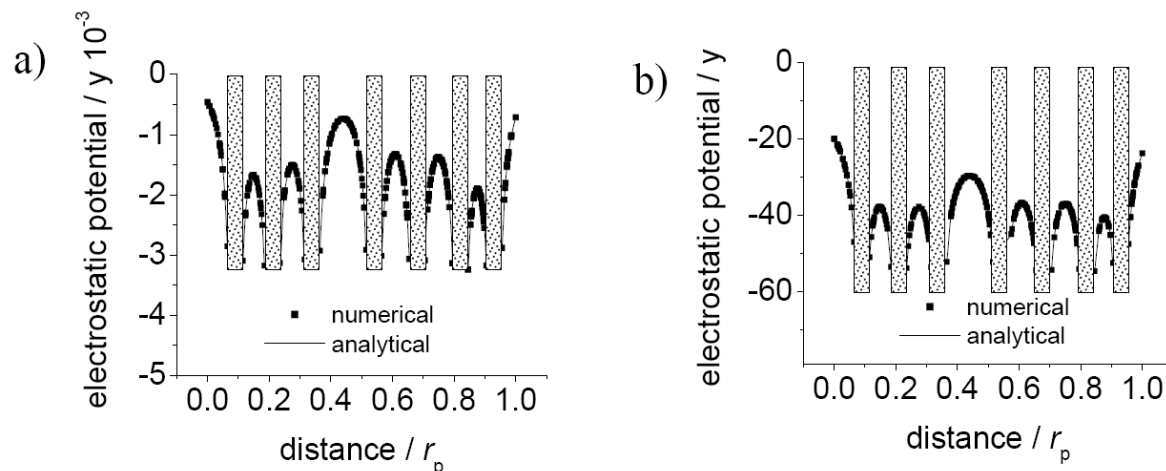 a)
electrostatic potential / y 10⁻³
0
-1
-2
-3
-4
-5
numerical
analytical
0.0 0.2 0.4 0.6 0.8 1.0
distance / rₚ
b)
electrostatic potential / y
0
-20
-40
-60
numerical
analytical
0.0 0.2 0.4 0.6 0.8 1.0
distance / rₚ